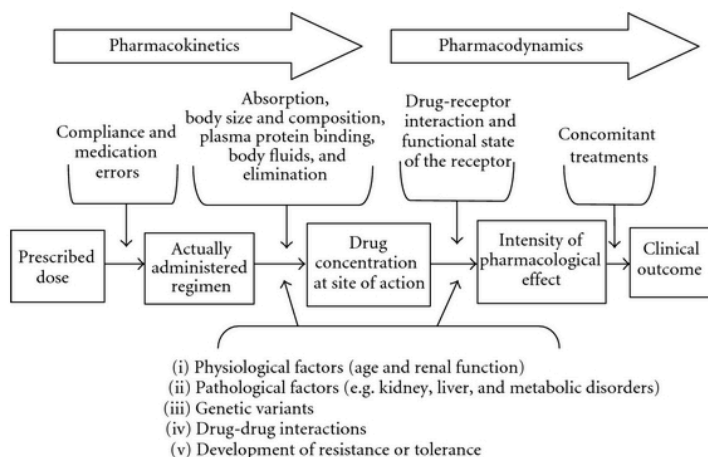 Pharmacokinetics
Pharmacodynamics
Compliance and
medication
errors
Absorption,
body size and composition,
plasma protein binding,
body fluids, and
elimination
Drug-receptor
interaction and
functional state
of the receptor
Concomitant
treatments
Prescribed
dose
Actually
administered
regimen
Drug
concentration
at site of action
Intensity of
pharmacological
effect
Clinical
outcome
(i) Physiological factors (age and renal function)
(ii) Pathological factors (e.g. kidney, liver, and metabolic disorders)
(iii) Genetic variants
(iv) Drug-drug interactions
(v) Development of resistance or tolerance